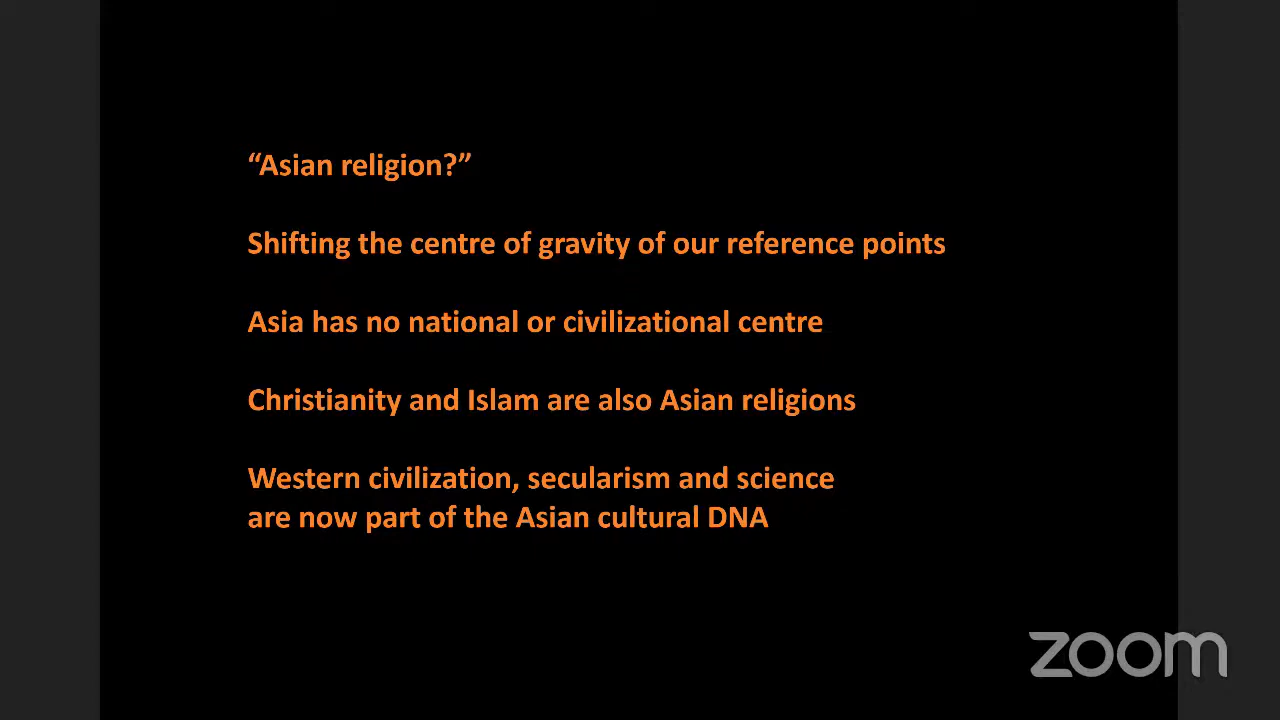 “Asian religion?”
Shifting the centre of gravity of our reference points
Asia has no national or civilizational centre
Christianity and Islam are also Asian religions
Western civilization, secularism and science
are now part of the Asian cultural DNA
zoom